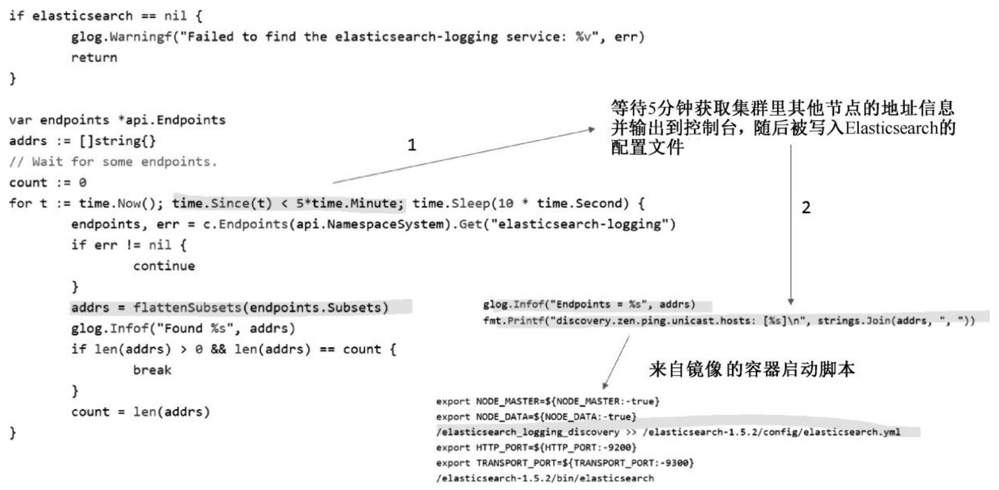 if elasticsearch == nil {
glog.Warningf("Failed to find the elasticsearch-logging service: %v", err)
return
}
var endpoints *api.Endpoints
addrs := []string{}
// Wait for some endpoints.
count := 0
for t := time.Now(); time.Since(t) < 5*time.Minute; time.Sleep(10 * time.Second) {
endpoints, err = c.Endpoints(api.NamespaceSystem).Get("elasticsearch-logging")
if err != nil {
continue
}
addrs = flattenSubsets(endpoints.Subsets)
glog.Infof("Found %s", addrs)
if len(addrs) > 0 && len(addrs) == count {
break
}
count = len(addrs)
}
1
等待5分钟获取集群里其他节点的地址信息
并输出到控制台，随后被写入Elasticsearch的
配置文件
2
glog.Infof("Endpoints = %s", addrs)
fmt.Printf("discovery.zen.ping.unicast.hosts: [%s]\n", strings.Join(addrs, ", "))
来自镜像的容器启动脚本
export NODE_MASTER=${NODE_MASTER:-true}
export NODE_DATA=${NODE_DATA:-true}
/elasticsearch_logging_discovery >> /elasticsearch-1.5.2/config/elasticsearch.yml
export HTTP_PORT=${HTTP_PORT:-9200}
export TRANSPORT_PORT=${TRANSPORT_PORT:-9300}
/elasticsearch-1.5.2/bin/elasticsearch